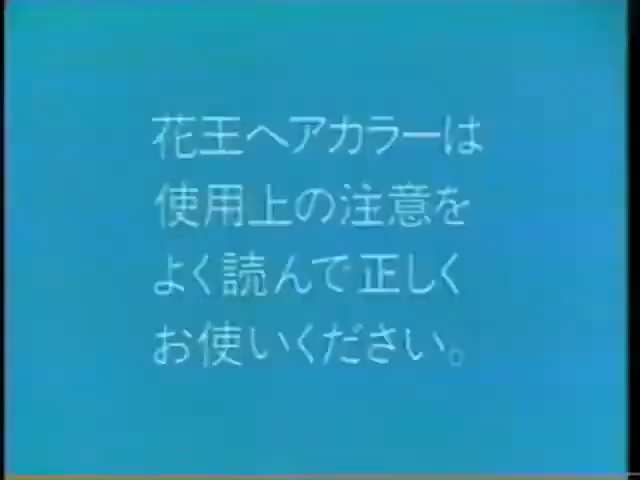 花王ヘアカラーは
使用上の注意を
よく読んで正しく
お使いください。